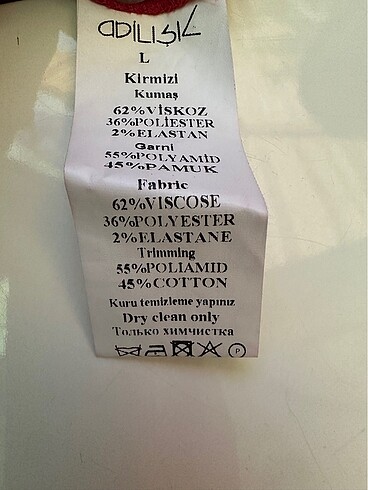 adilışık
L
Kirmizi
Kumaş
62%VİSKOZ
36%POLİESTER
2%ELASTAN
Garni
55%POLYAMİD
45%PAMUK
Fabric
62%VISCOSE
36%POLYESTER
2%ELASTANE
Trimming
55%POLIAMID
45%COTTON
Kuru temizleme yapınız
Dry clean only
Только химчистка
P